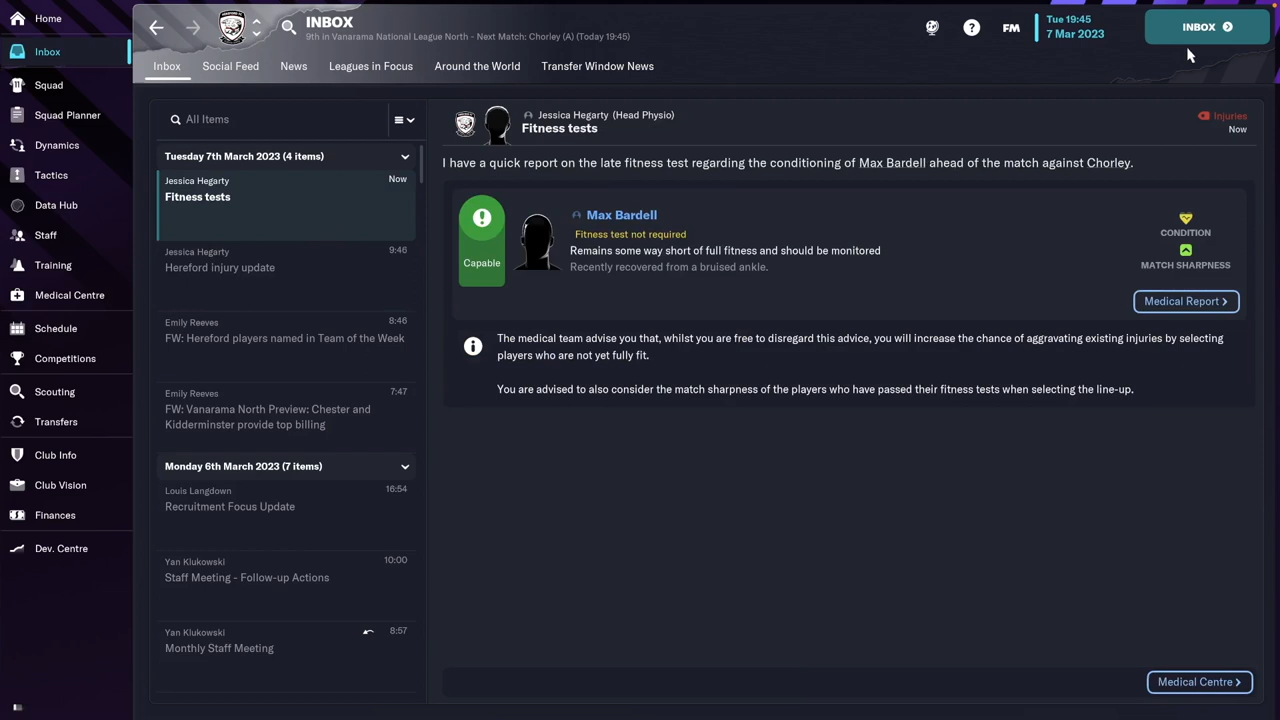 Home
Inbox
Squad
Squad Planner
Dynamics
Tactics
Data Hub
Staff
Training
Medical Centre
Schedule
Competitions
Scouting
Transfers
Club Info
Club Vision
Finances
Dev. Centre
INBOX
9th in Vanarama National League North - Next Match: Chorley (A) (Today 19:45)
FM
Tue 19:45
7 Mar 2023
INBOX
Inbox
Social Feed
News
Leagues in Focus
Around the World
Transfer Window News
All Items
Tuesday 7th March 2023 (4 items)
Jessica Hegarty Now
Fitness tests
Jessica Hegarty 9:46
Hereford injury update
Emily Reeves 8:46
FW: Hereford players named in Team of the Week
Emily Reeves 7:47
FW: Vanarama North Preview: Chester and
Kidderminster provide top billing
Monday 6th March 2023 (7 items)
Louis Langdown 16:54
Recruitment Focus Update
Yan Klukowski 10:00
Staff Meeting - Follow-up Actions
Yan Klukowski 8:57
Monthly Staff Meeting
Jessica Hegarty (Head Physio)
Fitness tests
Injuries
Now
I have a quick report on the late fitness test regarding the conditioning of Max Bardell ahead of the match against Chorley.
Capable
Max Bardell
Fitness test not required
Remains some way short of full fitness and should be monitored
Recently recovered from a bruised ankle.
CONDITION
MATCH SHARPNESS
Medical Report
The medical team advise you that, whilst you are free to disregard this advice, you will increase the chance of aggravating existing injuries by selecting
players who are not yet fully fit.
You are advised to also consider the match sharpness of the players who have passed their fitness tests when selecting the line-up.
Medical Centre